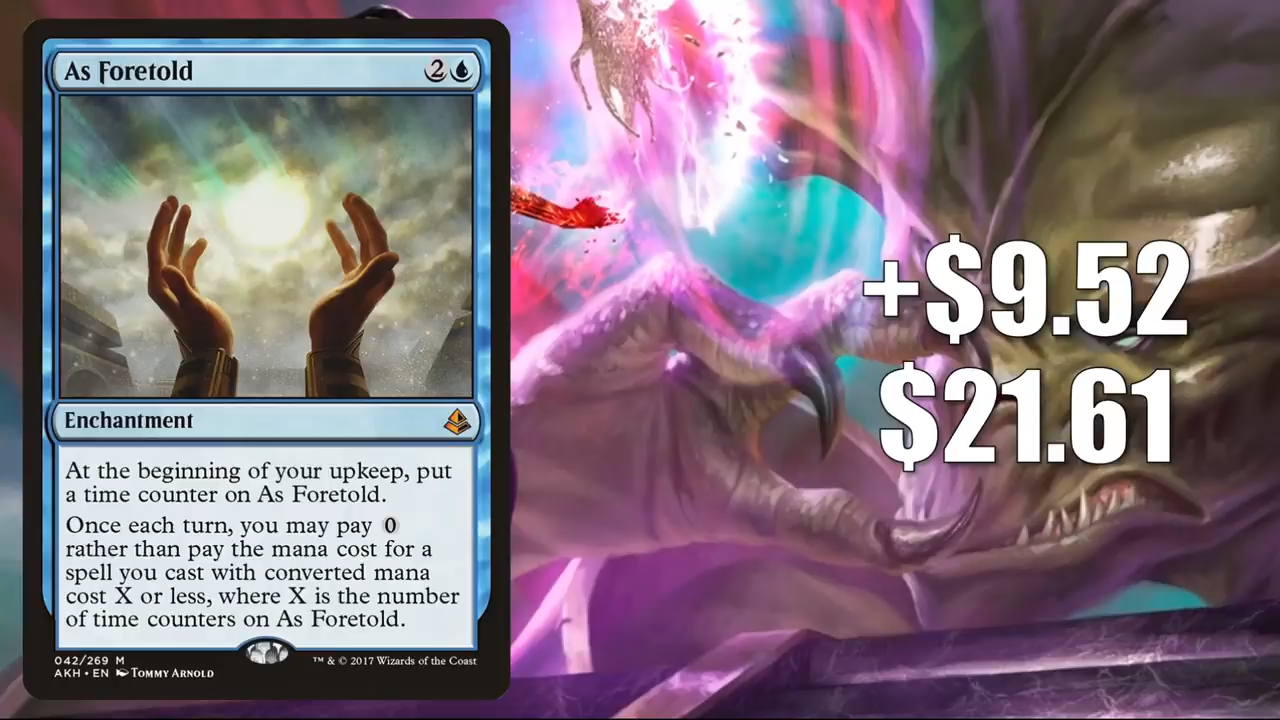 As Foretold 2
Enchantment
At the beginning of your upkeep, put
a time counter on As Foretold.
Once each turn, you may pay 0
rather than pay the mana cost for a
spell you cast with converted mana
cost X or less, where X is the number
of time counters on As Foretold.
042/269 M
AKH • EN TOMMY ARNOLD
™ & © 2017 Wizards of the Coast
+$9.52
$21.61